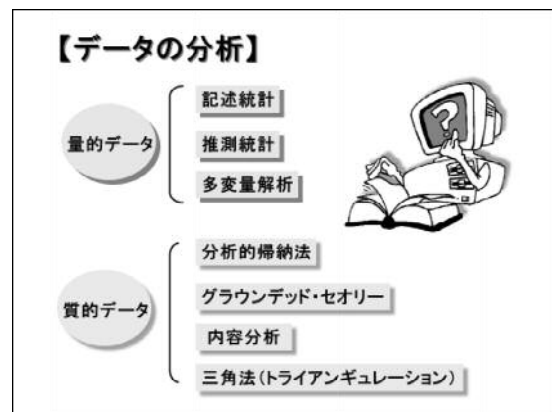 【データの分析】
量的データ
記述統計
推測統計
多変量解析
質的データ
分析的帰納法
グラウンデッド・セオリー
内容分析
三角法(トライアンギュレーション)
?